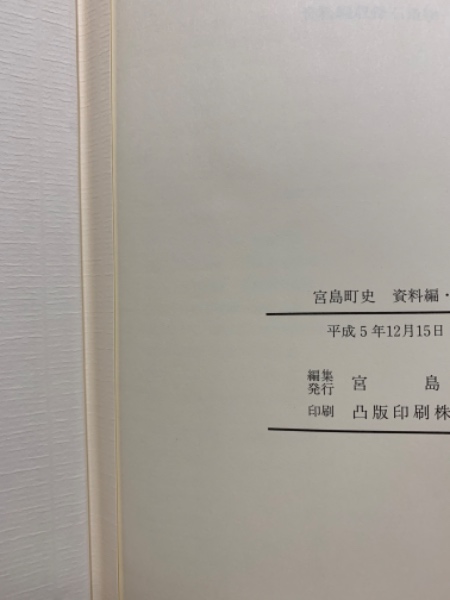 宮島町史 資料編・
平成5年12月15日
編集
発行 宮 島
印刷 凸版印刷株